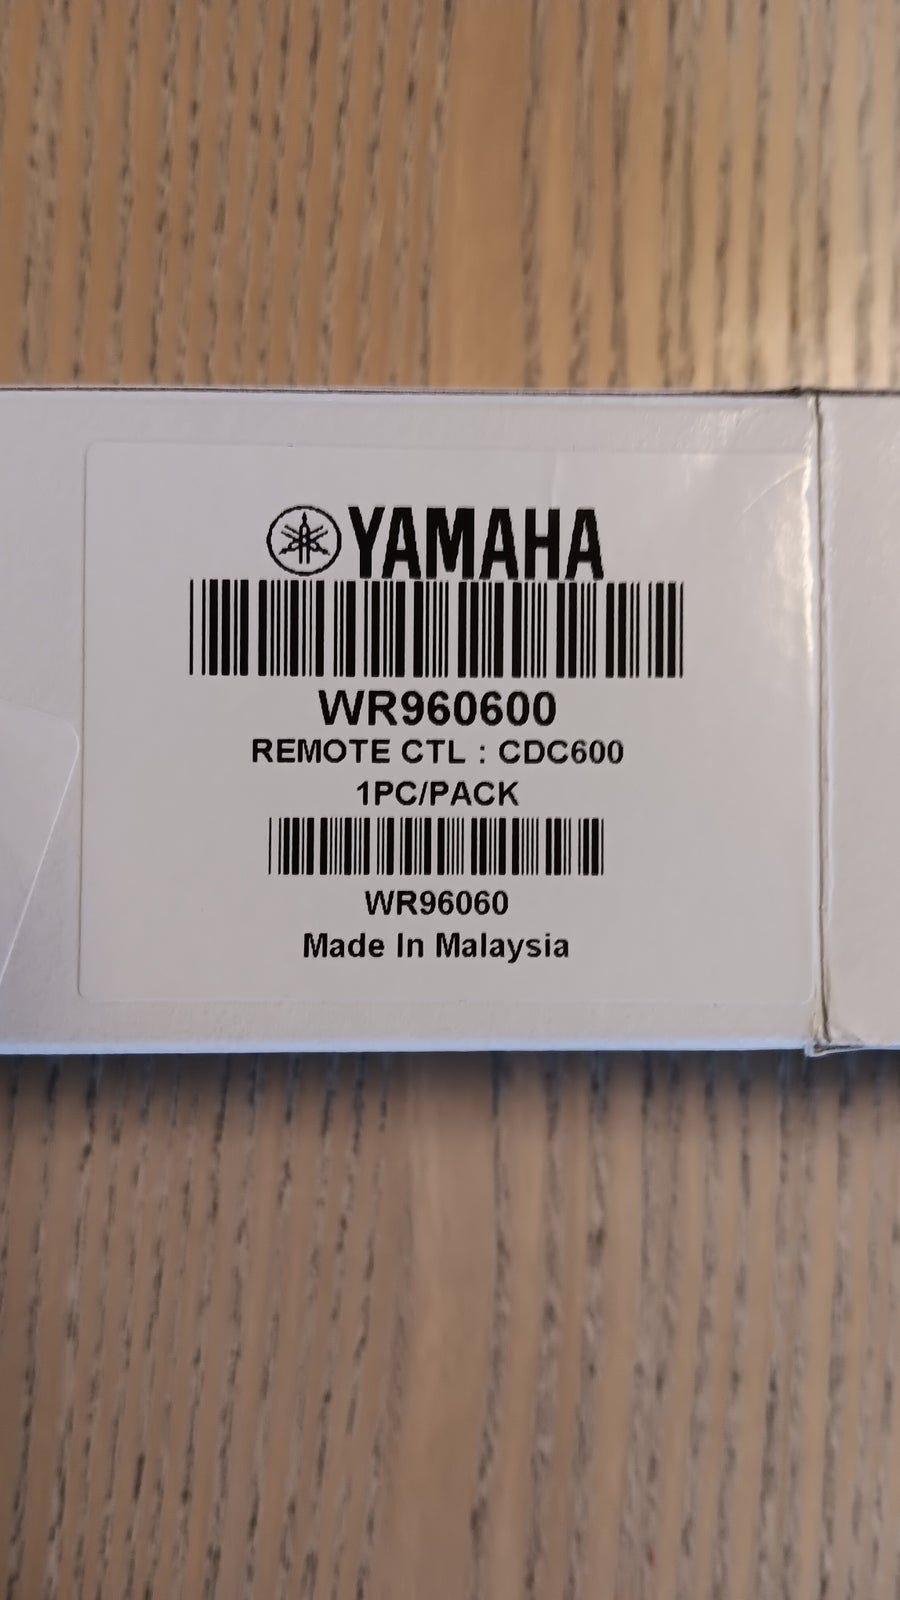 YAMAHA
WR960600
REMOTE CTL : CDC600
1PC/PACK
WR96060
Made In Malaysia